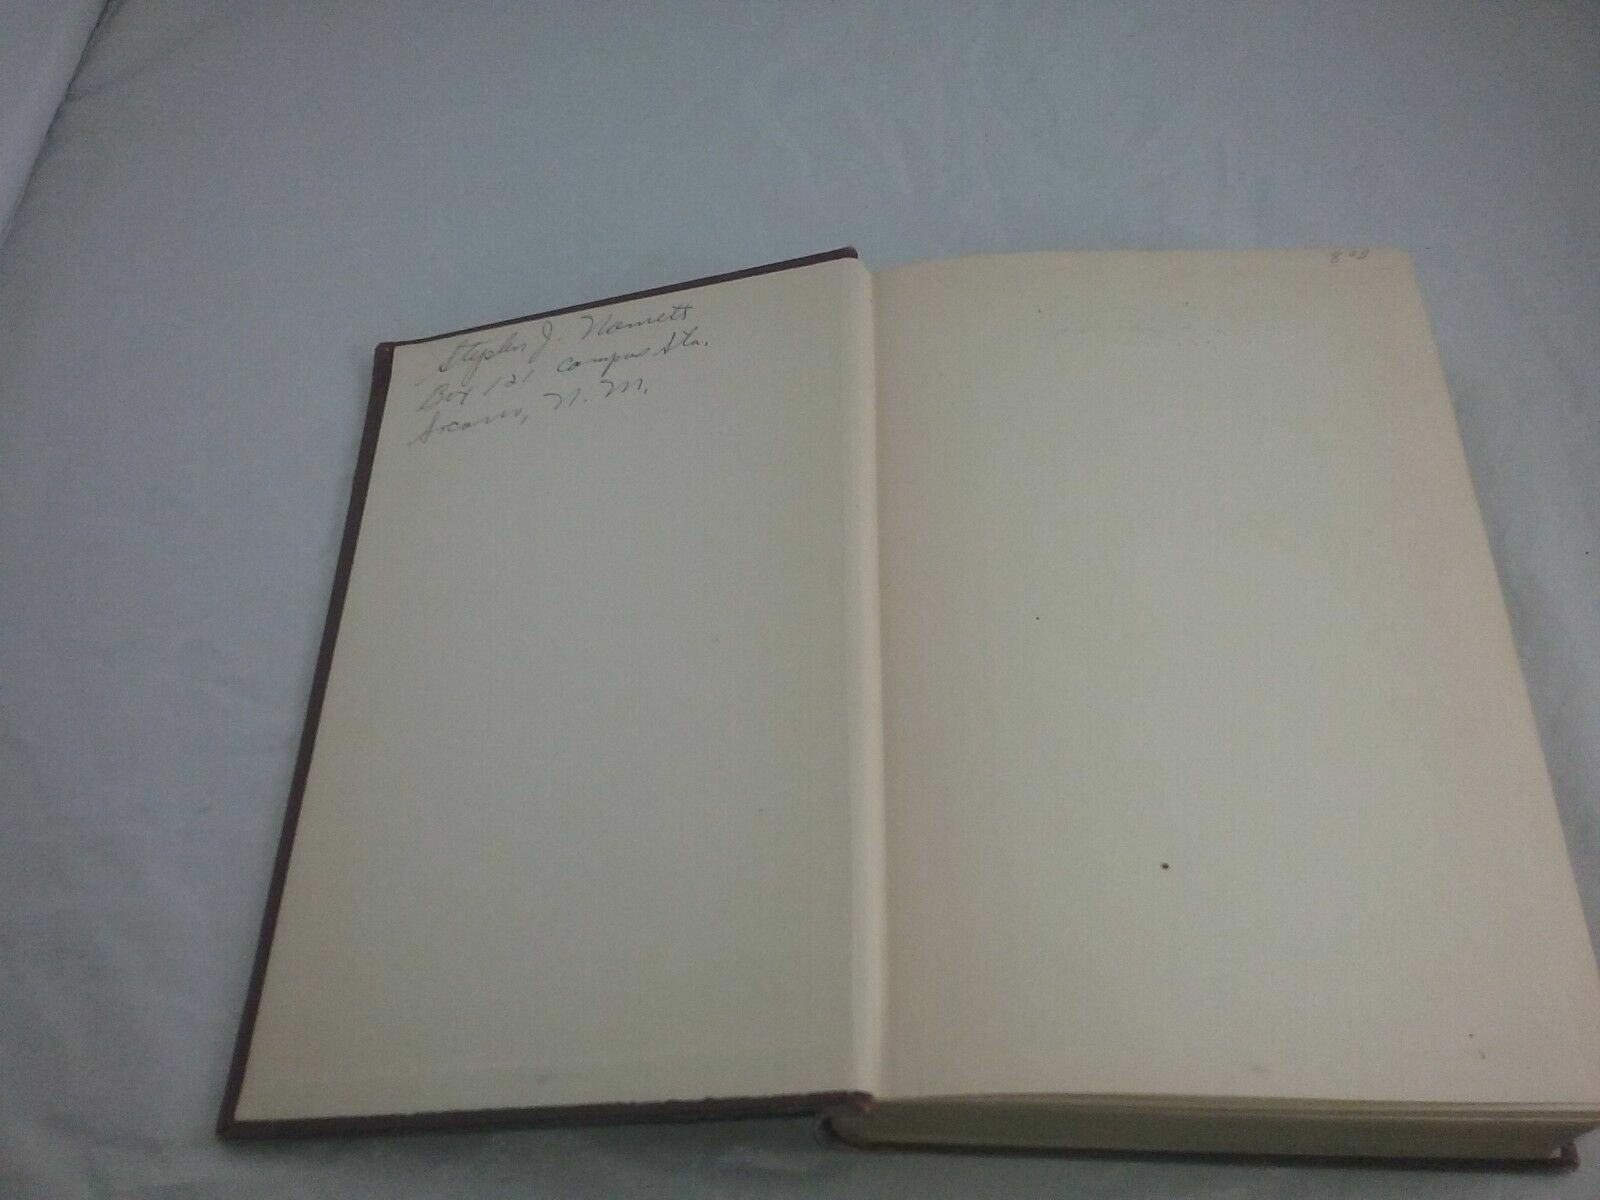 Stephen J.
Box 121 Campus Sta.
Socorro, N. M.